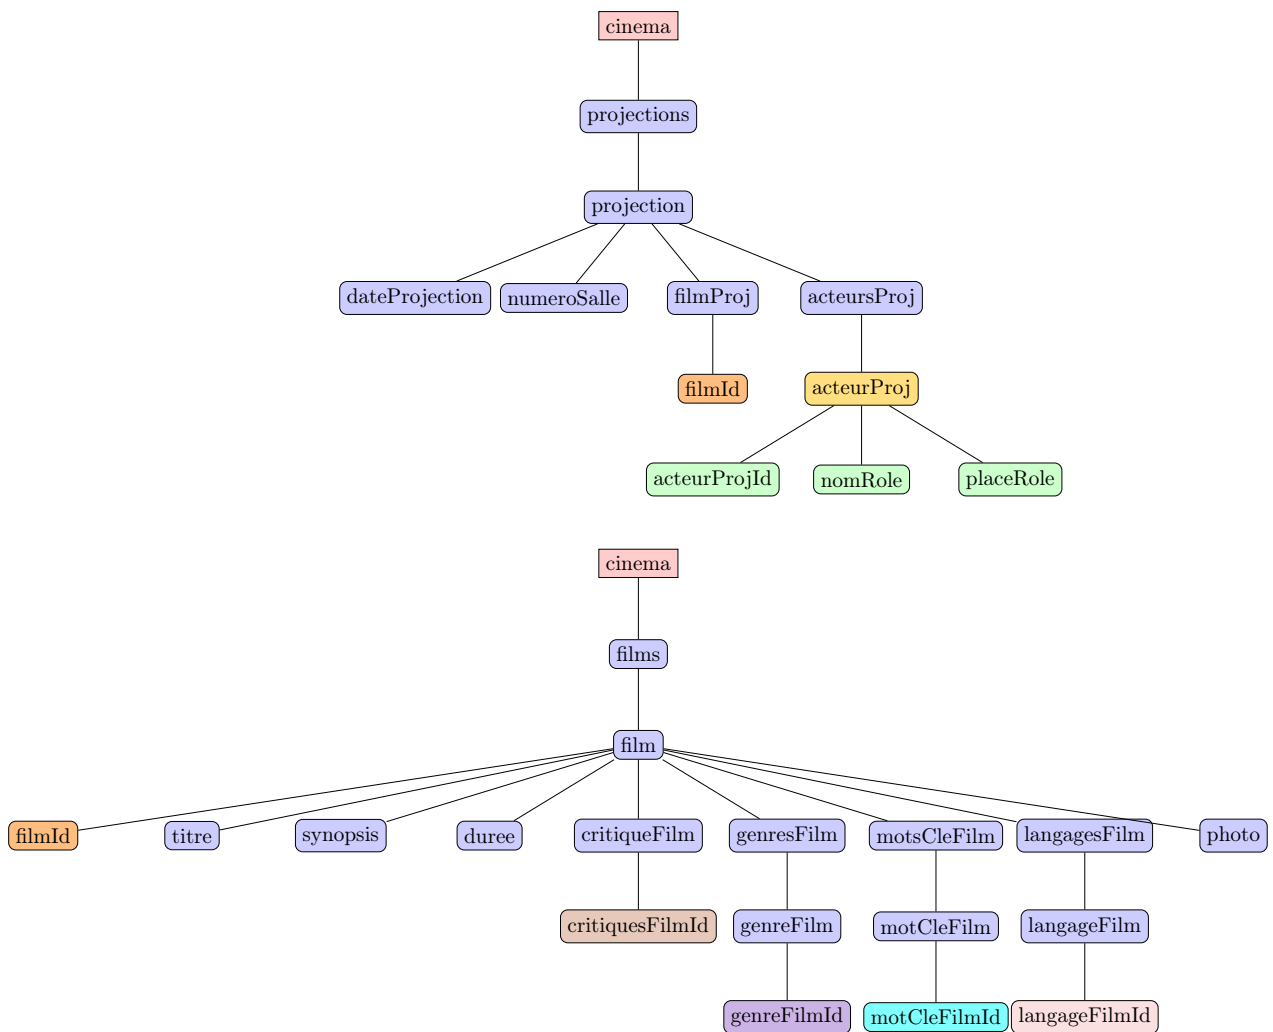 cinema
projections
projection
dateProjection numeroSalle filmProj acteursProj
filmId acteurProj
acteurProjId nomRole placeRole
cinema
films
film
filmId titre synopsis duree critiqueFilm genresFilm motsCleFilm langagesFilm photo
critiquesFilmId genreFilm motCleFilm langageFilm
genreFilmId motCleFilmId langageFilmId